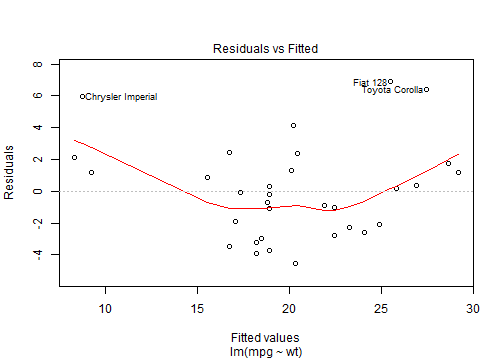 Residuals vs Fitted
8
6
4
2
0
-2
-4
Residuals
Fiat 128
Toyota Corolla
Chrysler Imperial
10
15
20
25
30
Fitted values
lm(mpg ~ wt)